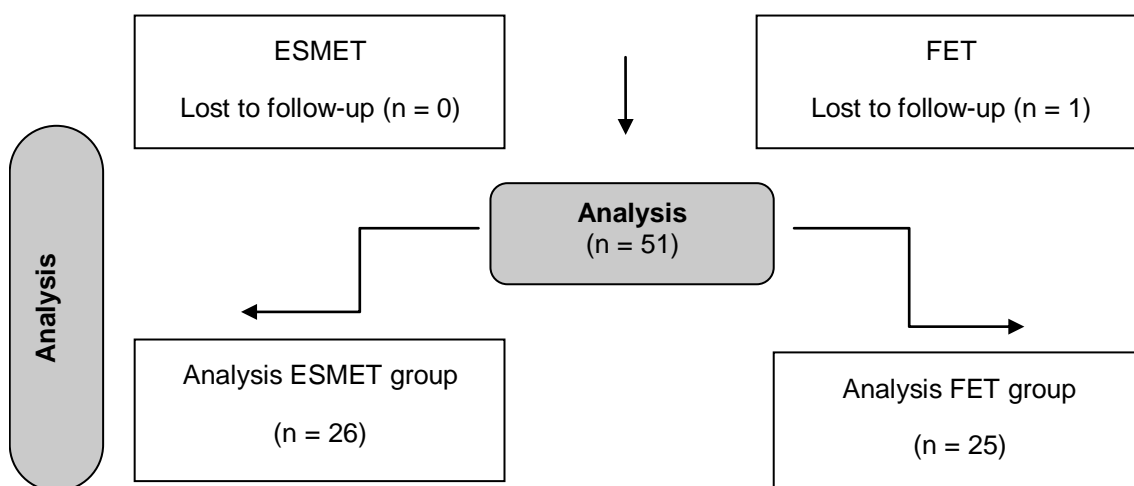 ESMET
Lost to follow-up (n = 0)
FET
Lost to follow-up (n = 1)
Analysis
(n = 51)
Analysis
Analysis ESMET group
(n = 26)
Analysis FET group
(n = 25)